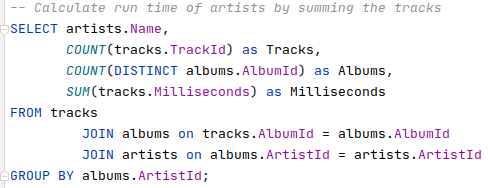 -- Calculate run time of artists by summing the tracks
SELECT artists.Name,
       COUNT(tracks.TrackId) as Tracks,
       COUNT(DISTINCT albums.AlbumId) as Albums,
       SUM(tracks.Milliseconds) as Milliseconds
FROM tracks
         JOIN albums on tracks.AlbumId = albums.AlbumId
         JOIN artists on albums.ArtistId = artists.ArtistId
GROUP BY albums.ArtistId;